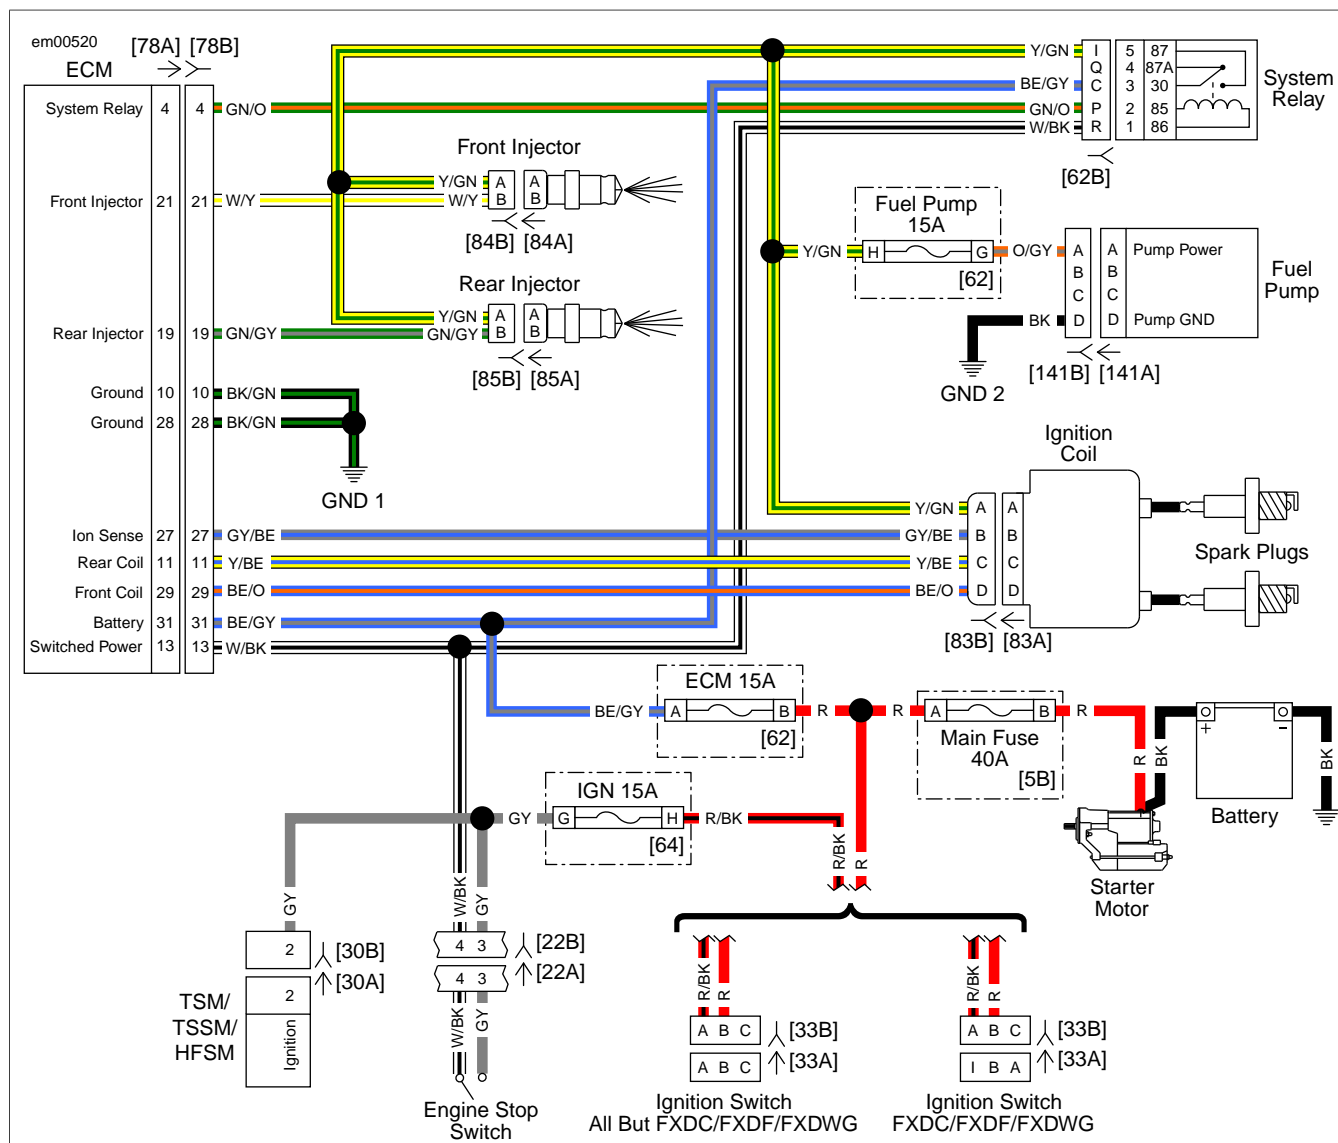 em00520
[78A] [78B]
ECM
System Relay 4 4 GN/O
Front Injector 21 21 W/Y
Rear Injector 19 19 GN/GY
Ground 10 10 BK/GN
Ground 28 28 BK/GN
GND 1
Ion Sense 27 27 GY/BE
Rear Coil 11 11 Y/BE
Front Coil 29 29 BE/O
Battery 31 31 BE/GY
Switched Power 13 13 W/BK
Front Injector
Y/GN A A
W/Y B B
[84B] [84A]
Rear Injector
Y/GN A A
GN/GY B B
[85B] [85A]
Y/GN I 5 87
Q 4 87A
BE/GY C 3 30
GN/O P 2 85
W/BK R 1 86
System
Relay
[62B]
Fuel Pump
15A
Y/GN H G O/GY
[62]
A A Pump Power
B B
C C
BK D D Pump GND
Fuel
Pump
[141B] [141A]
GND 2
Ignition
Coil
Y/GN A A
GY/BE B B
Y/BE C C
BE/O D D
[83B] [83A]
Spark Plugs
ECM 15A
BE/GY A B R
[62]
R A B R
Main Fuse
40A
[5B]
R
BK
+ –
Battery
BK
Starter
Motor
IGN 15A
GY G H R/BK
[64]
R/BK
R
GY
W/BK
GY
2 [30B]
[30A]
2
Ignition
TSM/
TSSM/
HFSM
4 3 [22B]
4 3 [22A]
W/BK
GY
Engine Stop
Switch
R/BK
R
A B C [33B]
A B C [33A]
Ignition Switch
All But FXDC/FXDF/FXDWG
R/BK
R
A B C [33B]
I B A [33A]
Ignition Switch
FXDC/FXDF/FXDWG